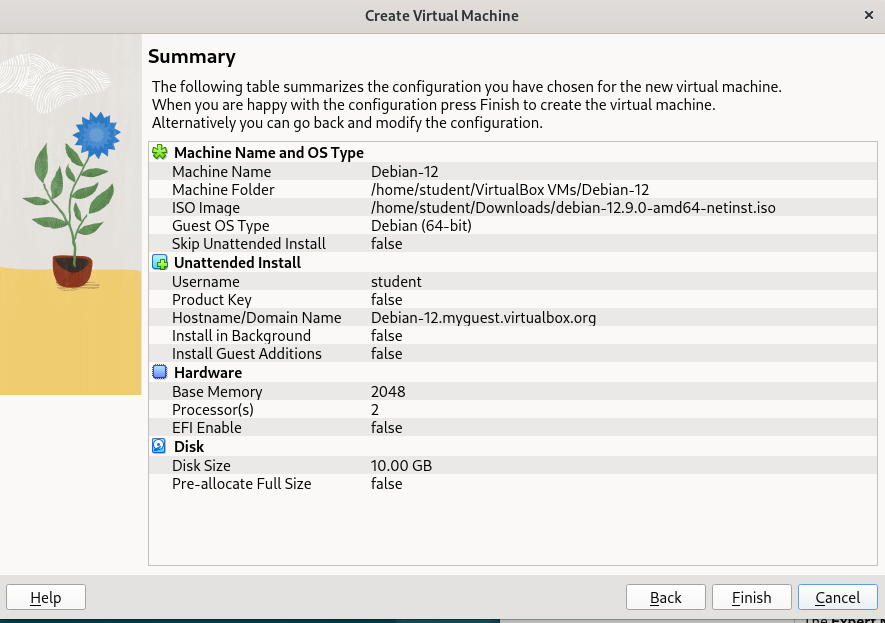 Create Virtual Machine
×
Summary
The following table summarizes the configuration you have chosen for the new virtual machine.
When you are happy with the configuration press Finish to create the virtual machine.
Alternatively you can go back and modify the configuration.
Machine Name and OS Type
Machine Name Debian-12
Machine Folder /home/student/VirtualBox VMs/Debian-12
ISO Image /home/student/Downloads/debian-12.9.0-amd64-netinst.iso
Guest OS Type Debian (64-bit)
Skip Unattended Install false
Unattended Install
Username student
Product Key false
Hostname/Domain Name Debian-12.myguest.virtualbox.org
Install in Background false
Install Guest Additions false
Hardware
Base Memory 2048
Processor(s) 2
EFI Enable false
Disk
Disk Size 10.00 GB
Pre-allocate Full Size false
Help Back Finish Cancel